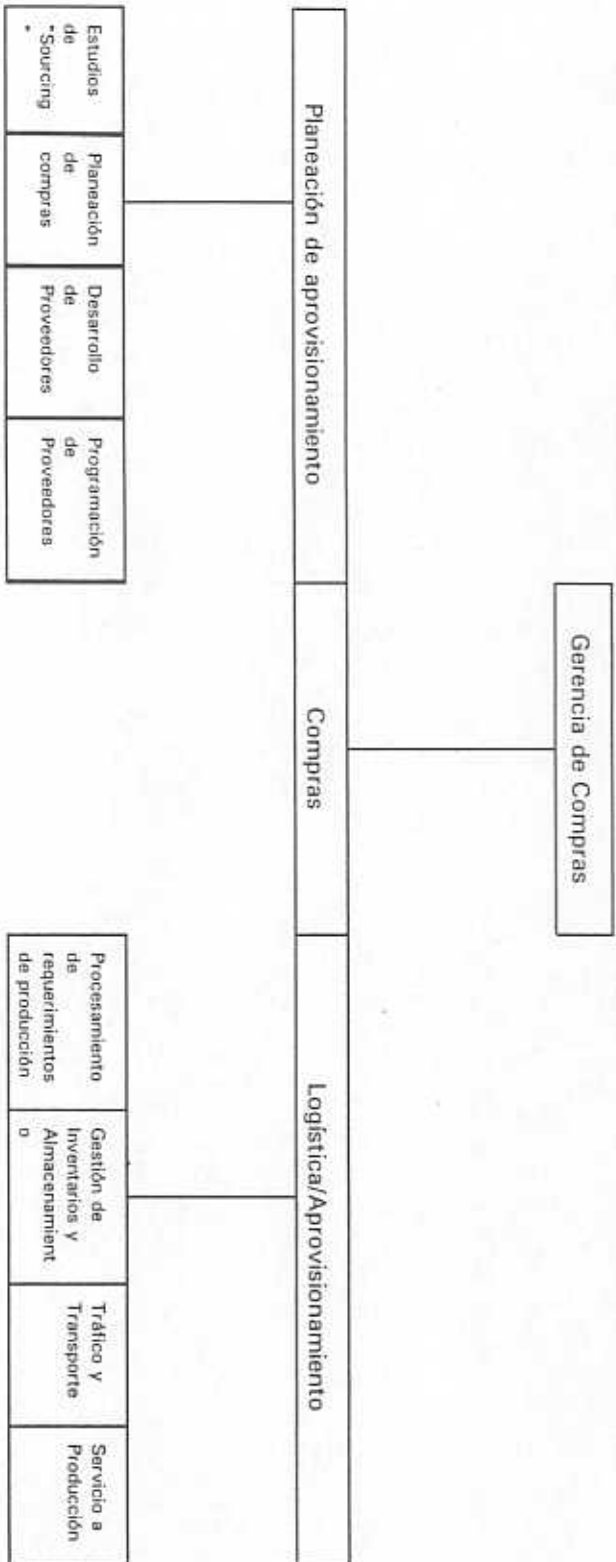 Gerencia de Compras
Planeación de aprovisionamiento
Compras
Logística/Aprovisionamiento
Estudios
de
"Sourcing
"
Planeación
de
compras
Desarrollo
de
Proveedores
Programación
de
Proveedores
Procesamiento
de
requerimientos
de producción
Gestión de
Inventarios y
Almacenamient
o
Tráfico y
Transporte
Servicio a
Producción